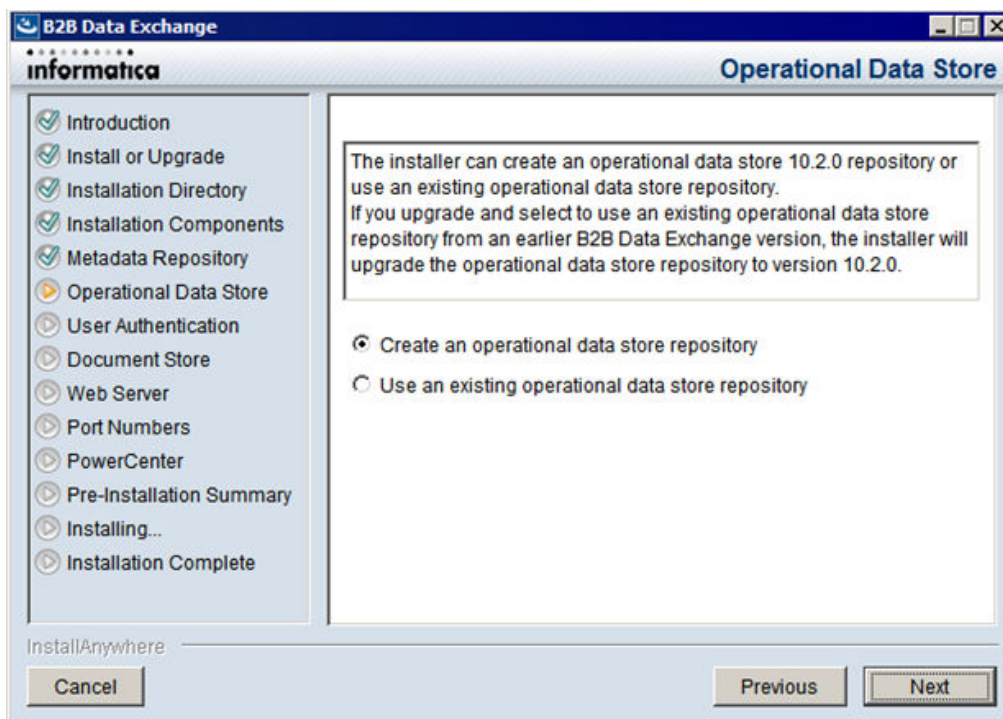 B2B Data Exchange
informatica
Operational Data Store
Introduction
Install or Upgrade
Installation Directory
Installation Components
Metadata Repository
Operational Data Store
User Authentication
Document Store
Web Server
Port Numbers
PowerCenter
Pre-Installation Summary
Installing...
Installation Complete
The installer can create an operational data store 10.2.0 repository or
use an existing operational data store repository.
If you upgrade and select to use an existing operational data store
repository from an earlier B2B Data Exchange version, the installer will
upgrade the operational data store repository to version 10.2.0.
Create an operational data store repository
Use an existing operational data store repository
InstallAnywhere
Cancel
Previous
Next